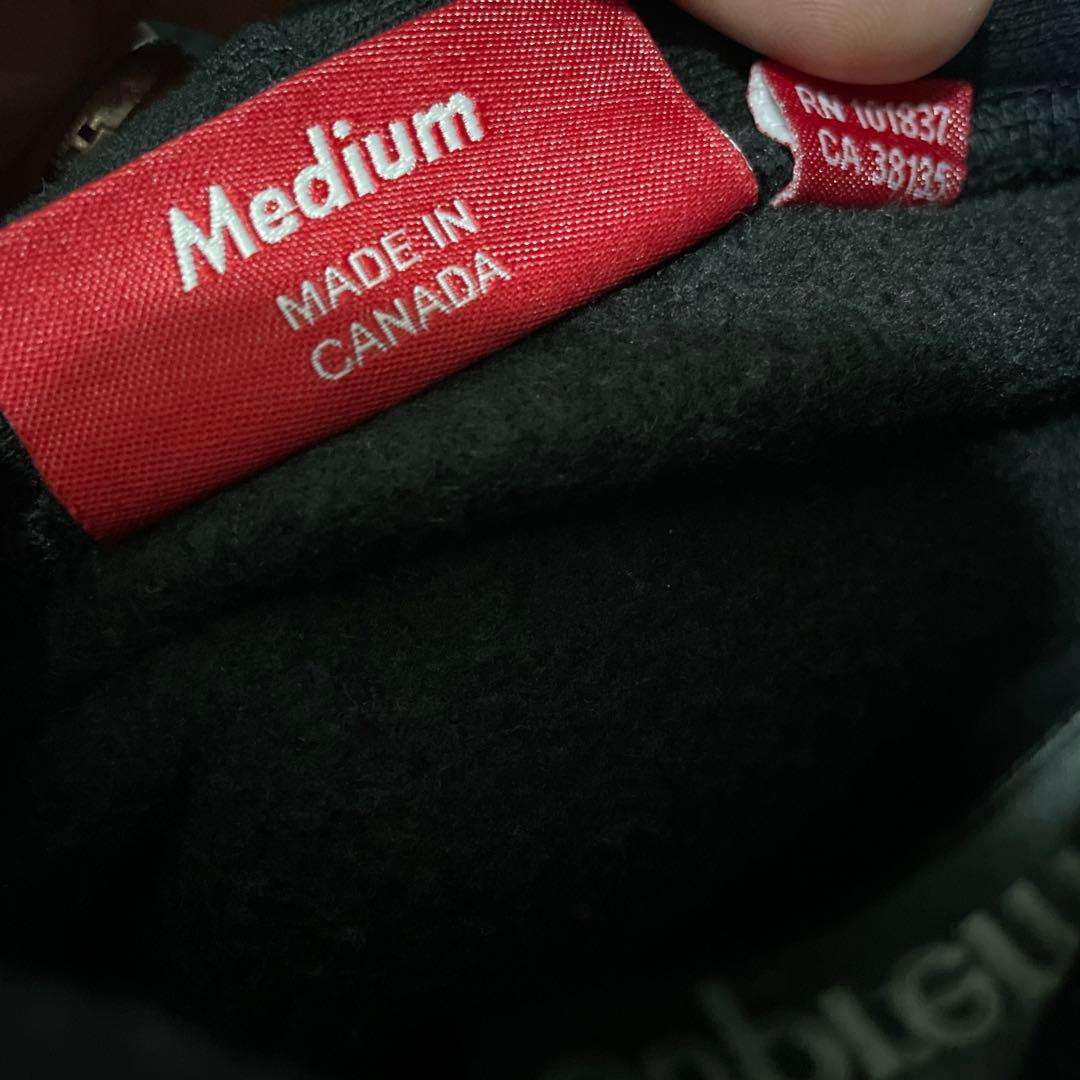 Medium
MADE IN
CANADA
RN 101837
CA 38135